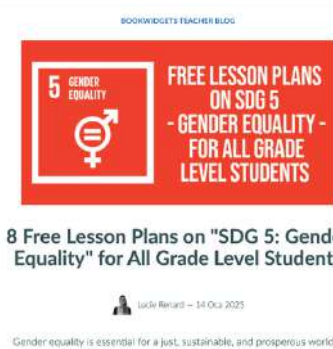 BOOKWIDGETS TEACHER BLOG
5 GENDER
EQUALITY
FREE LESSON PLANS
ON SDG 5
- GENDER EQUALITY -
FOR ALL GRADE
LEVEL STUDENTS
8 Free Lesson Plans on "SDG 5: Gend
Equality" for All Grade Level Student
Lucie Renard — 14 Oca 2025
Gender equality is essential for a just, sustainable, and prosperous world